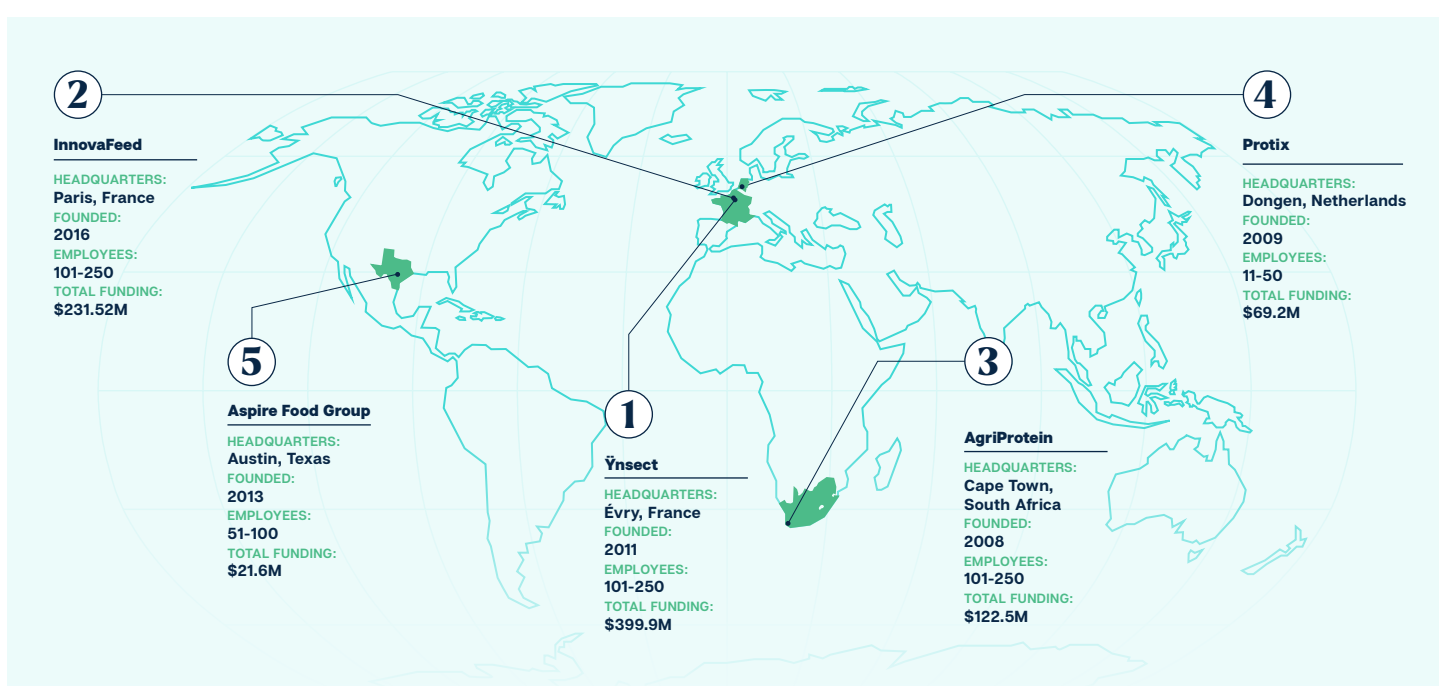 2
InnovaFeed
HEADQUARTERS:
Paris, France
FOUNDED:
2016
EMPLOYEES:
101-250
TOTAL FUNDING:
$231.52M
4
Protix
HEADQUARTERS:
Dongen, Netherlands
FOUNDED:
2009
EMPLOYEES:
11-50
TOTAL FUNDING:
$69.2M
5
Aspire Food Group
HEADQUARTERS:
Austin, Texas
FOUNDED:
2013
EMPLOYEES:
51-100
TOTAL FUNDING:
$21.6M
1
Ÿnsect
HEADQUARTERS:
Évry, France
FOUNDED:
2011
EMPLOYEES:
101-250
TOTAL FUNDING:
$399.9M
3
AgriProtein
HEADQUARTERS:
Cape Town,
South Africa
FOUNDED:
2008
EMPLOYEES:
101-250
TOTAL FUNDING:
$122.5M